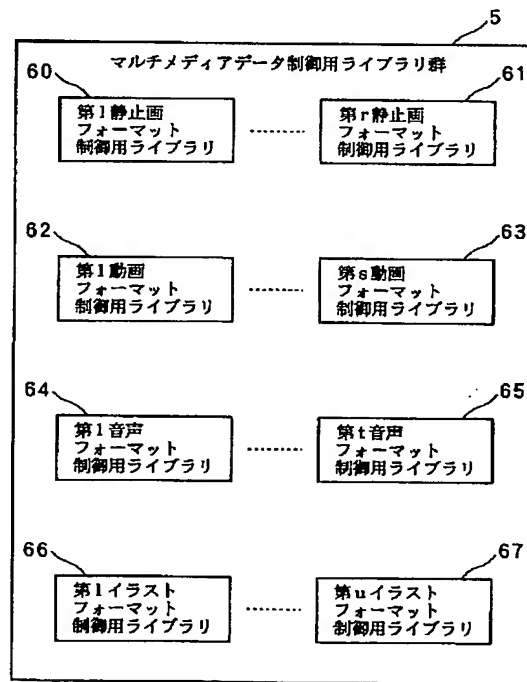 5
マルチメディアデータ制御用ライブラリ群
60 61
第1静止画 第r静止画
フォーマット フォーマット
制御用ライブラリ 制御用ライブラリ
62 63
第1動画 第s動画
フォーマット フォーマット
制御用ライブラリ 制御用ライブラリ
64 65
第1音声 第t音声
フォーマット フォーマット
制御用ライブラリ 制御用ライブラリ
66 67
第1イラスト 第uイラスト
フォーマット フォーマット
制御用ライブラリ 制御用ライブラリ